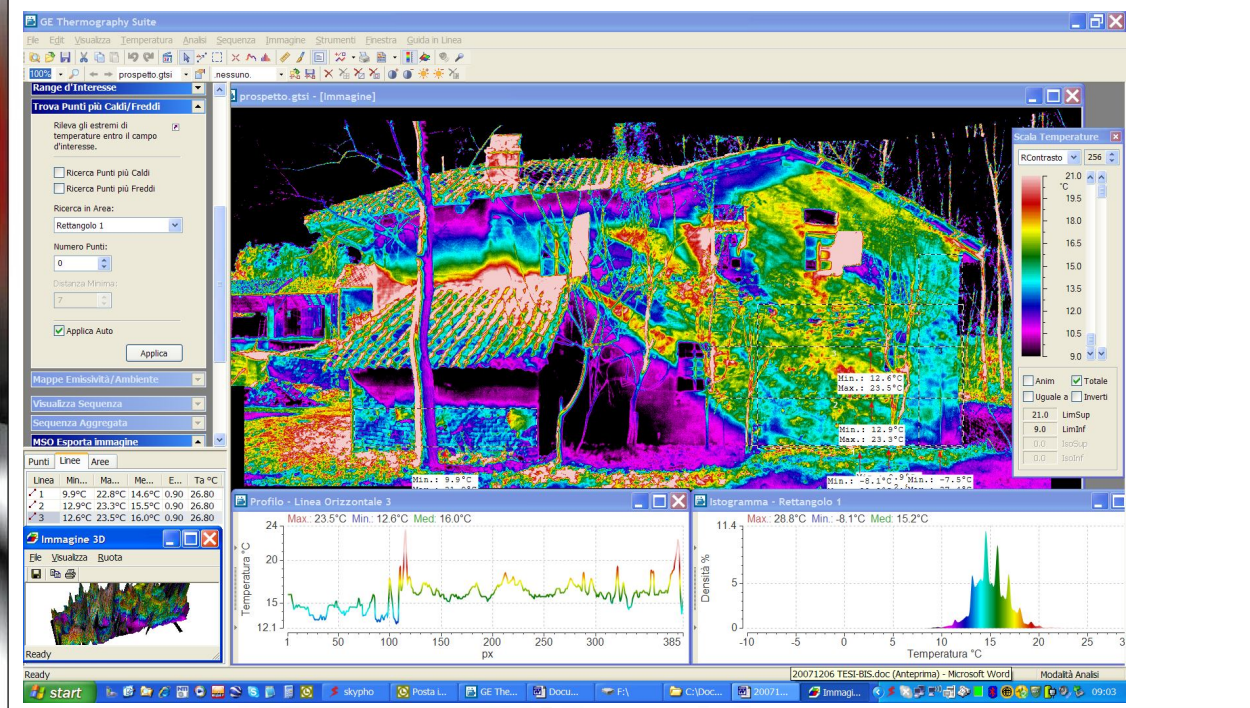 GE Thermography Suite
File Edit Visualizza Temperatura Analisi Sequenza Immagine Strumenti Finestra Guida in Linea
100% prospetto.gtsi .nessuno.
Range d'Interesse
Trova Punti più Caldi/Freddi
Rileva gli estremi di
temperature entro il campo
d'interesse.
Ricerca Punti più Caldi
Ricerca Punti più Freddi
Ricerca in Area:
Rettangolo 1
Numero Punti:
0
Distanza Minima:
7
Applica Auto
Applica
Mappe Emissività/Ambiente
Visualizza Sequenza
Sequenza Aggregata
MSO Esporta immagine
Punti Linee Aree
Linea Min... Ma... Me... E... Ta °C
1 9.9°C 22.8°C 14.6°C 0.90 26.80
2 12.9°C 23.3°C 15.5°C 0.90 26.80
3 12.6°C 23.5°C 16.0°C 0.90 26.80
Immagine 3D
File Visualizza Ruota
Ready
prospetto.gtsi - [Immagine]
Min.: 12.6°C
Max.: 23.5°C
Min.: 12.9°C
Max.: 23.3°C
Min.: 9.9°C
Min.: -8.1°C
Min.: -7.5°C
Scala Temperature
RContrasto 256
21.0
°C
19.5
18.0
16.5
15.0
13.5
12.0
10.5
9.0
Anim Totale
Uguale a Inverti
21.0 LimSup
9.0 LimInf
0.0 IsoSup
0.0 IsoInf
Profilo - Linea Orizzontale 3
Max.: 23.5°C Min.: 12.6°C Med: 16.0°C
Temperatura °C
24
20
15
12.1
1 50 100 150 200 250 300 385
px
Istogramma - Rettangolo 1
Max.: 28.8°C Min.: -8.1°C Med: 15.2°C
Densità %
11.4
5
0
-10 -5 0 5 10 15 20 25 3
Temperatura °C
Ready
20071206 TESI-BIS.doc (Anteprima) - Microsoft Word
Modalità Analisi
start
skypho
Posta i...
GE The...
Docu...
F:\
C:\Doc...
20071...
Immagi...
09:03